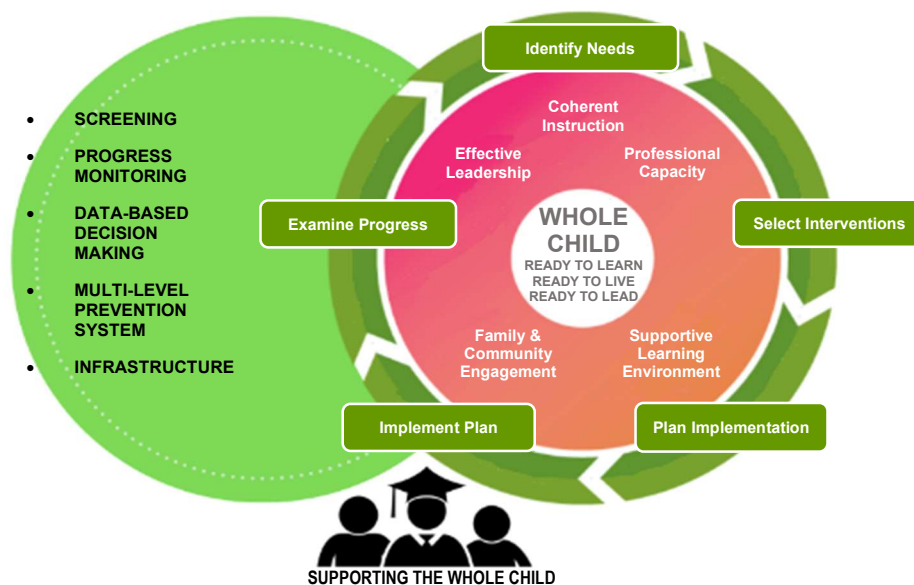 • SCREENING
• PROGRESS
MONITORING
• DATA-BASED
DECISION
MAKING
• MULTI-LEVEL
PREVENTION
SYSTEM
• INFRASTRUCTURE
Identify Needs
Coherent
Instruction
Effective
Leadership
Professional
Capacity
Examine Progress
WHOLE
CHILD
READY TO LEARN
READY TO LIVE
READY TO LEAD
Select Interventions
Family &
Community
Engagement
Supportive
Learning
Environment
Implement Plan
Plan Implementation
SUPPORTING THE WHOLE CHILD